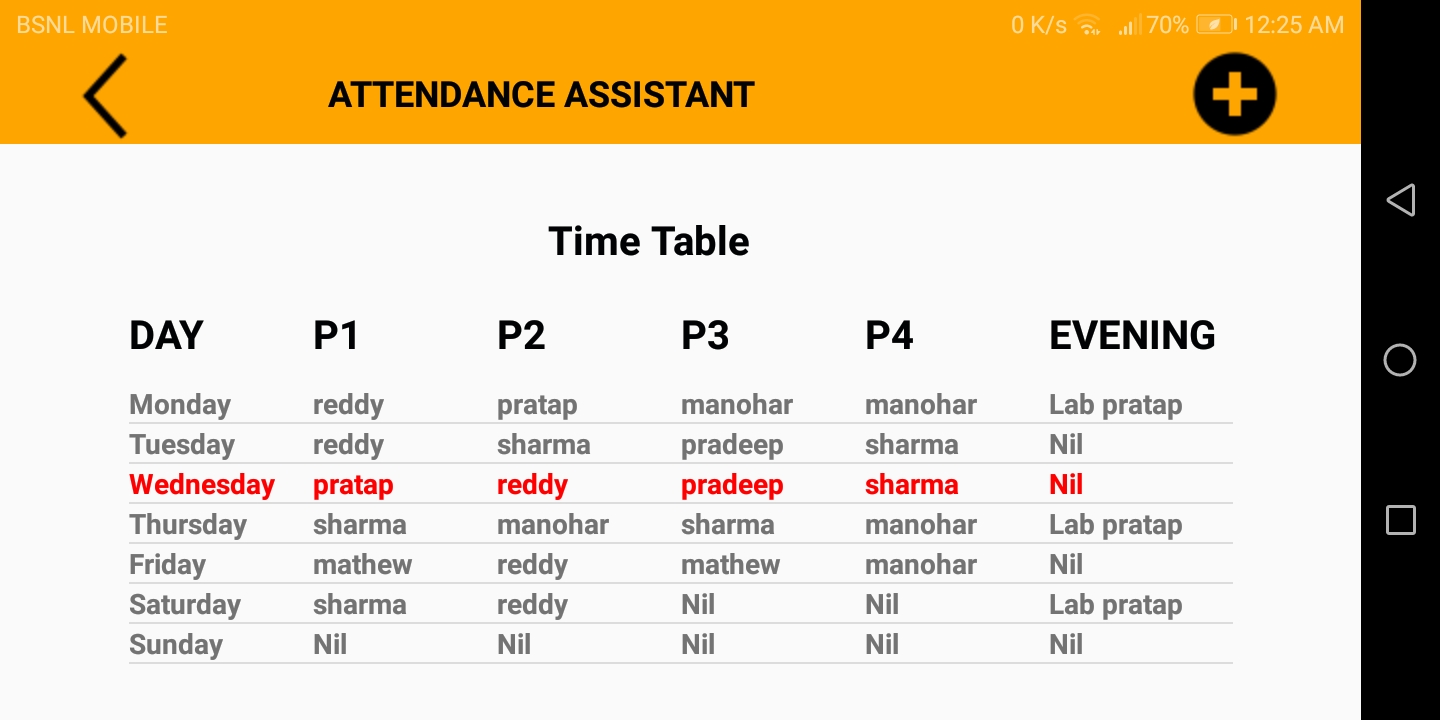 BSNL MOBILE 0 K/s 70% 12:25 AM
ATTENDANCE ASSISTANT
Time Table
DAY P1 P2 P3 P4 EVENING
Monday reddy pratap manohar manohar Lab pratap
Tuesday reddy sharma pradeep sharma Nil
Wednesday pratap reddy pradeep sharma Nil
Thursday sharma manohar sharma manohar Lab pratap
Friday mathew reddy mathew manohar Nil
Saturday sharma reddy Nil Nil Lab pratap
Sunday Nil Nil Nil Nil Nil